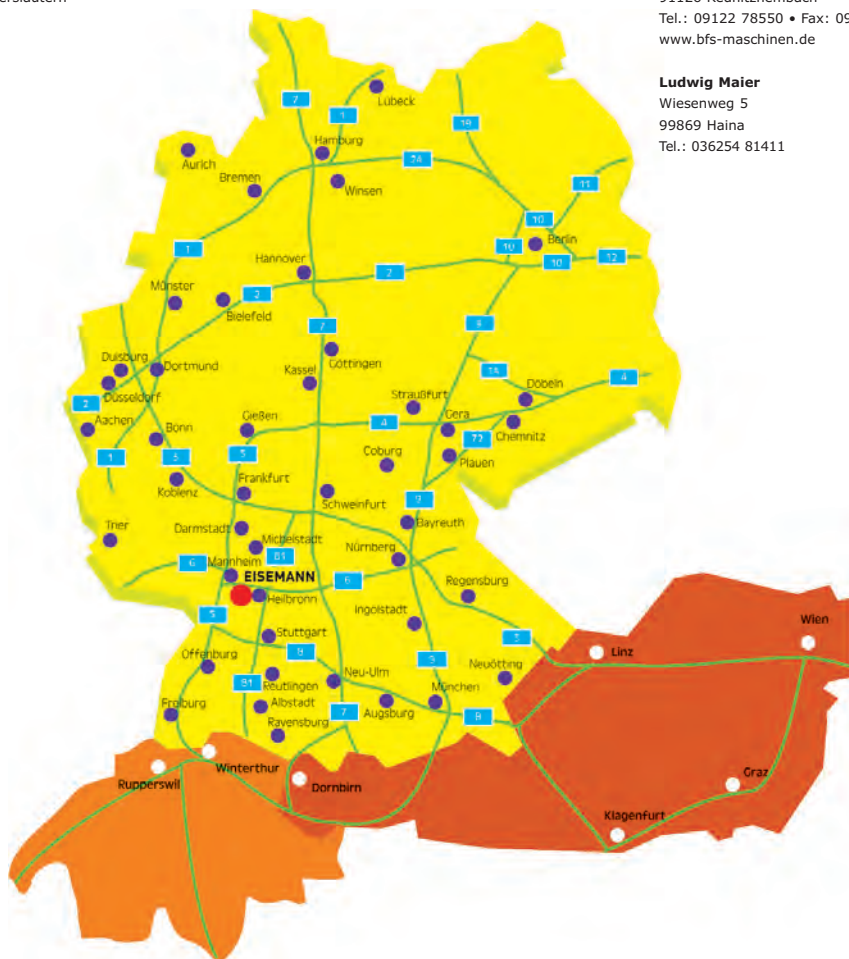 Tel.: 09122 78550 • Fax: 09
www.bfs-maschinen.de
Ludwig Maier
Wiesenweg 5
99869 Haina
Tel.: 036254 81411
7
Lübeck
1
19
Hamburg
24
Aurich
Bremen
Winsen
11
10
Berlin
1
10
10
12
Hannover
2
2
Münster
Bielefeld
7
9
Göttingen
Duisburg
Dortmund
14
4
Düsseldorf
Kassel
Döbeln
2
Straußfurt
Aachen
Bonn
Gießen
4
Gera
Chemnitz
72
1
3
5
Coburg
Plauen
Koblenz
Frankfurt
Schweinfurt
9
Trier
Darmstadt
Michelstadt
Bayreuth
81
Nürnberg
6
Mannheim
EISEMANN
6
Heilbronn
Regensburg
5
Ingolstadt
Stuttgart
3
Wien
8
Linz
Offenburg
9
Neuötting
81
Reutlingen
Neu-Ulm
München
Freiburg
Albstadt
7
Augsburg
8
Ravensburg
Rupperswil
Winterthur
Dornbirn
Graz
Klagenfurt